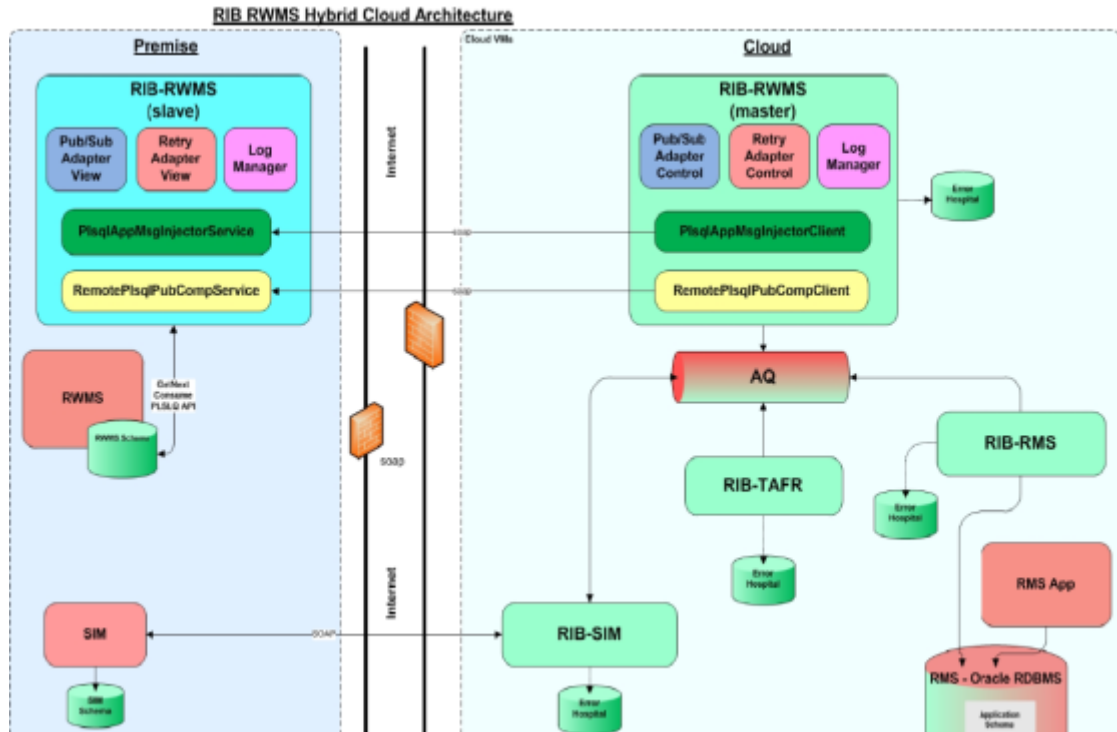 RIB RWMS Hybrid Cloud Architecture
Premise
RIB-RWMS
(slave)
Pub/Sub
Adapter
View
Retry
Adapter
View
Log
Manager
PlsqlAppMsgInjectorService
RemotePlsqlPubCompService
RWMS
RWMS Schema
GetNext
Consume
PLSLQ API
SIM
SIM
Schema
Internet
soap
Internet
SOAP
soap
soap
Cloud VMs
Cloud
RIB-RWMS
(master)
Pub/Sub
Adapter
Control
Retry
Adapter
Control
Log
Manager
PlsqlAppMsgInjectorClient
RemotePlsqlPubCompClient
Error
Hospital
AQ
RIB-TAFR
Error
Hospital
RIB-RMS
Error
Hospital
RMS App
RIB-SIM
Error
Hospital
RMS - Oracle RDBMS
Application
Schema